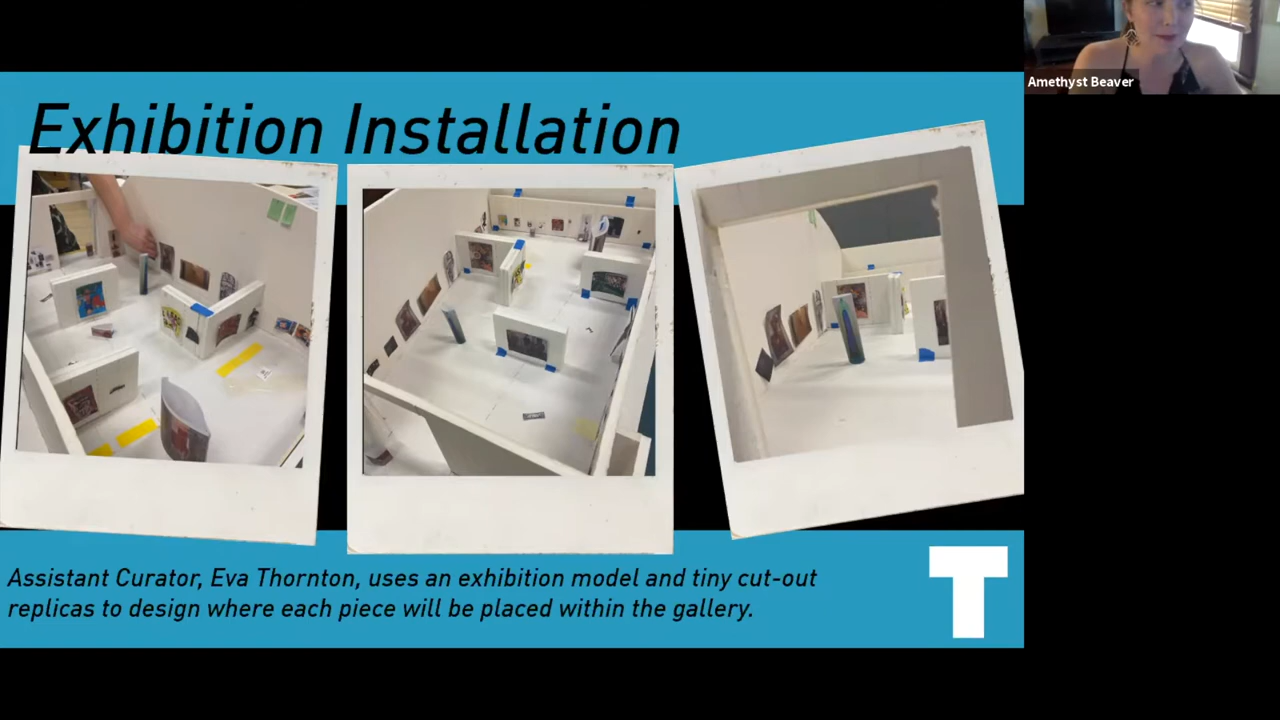 Exhibition Installation
Amethyst Beaver
Assistant Curator, Eva Thornton, uses an exhibition model and tiny cut-out
replicas to design where each piece will be placed within the gallery.
T